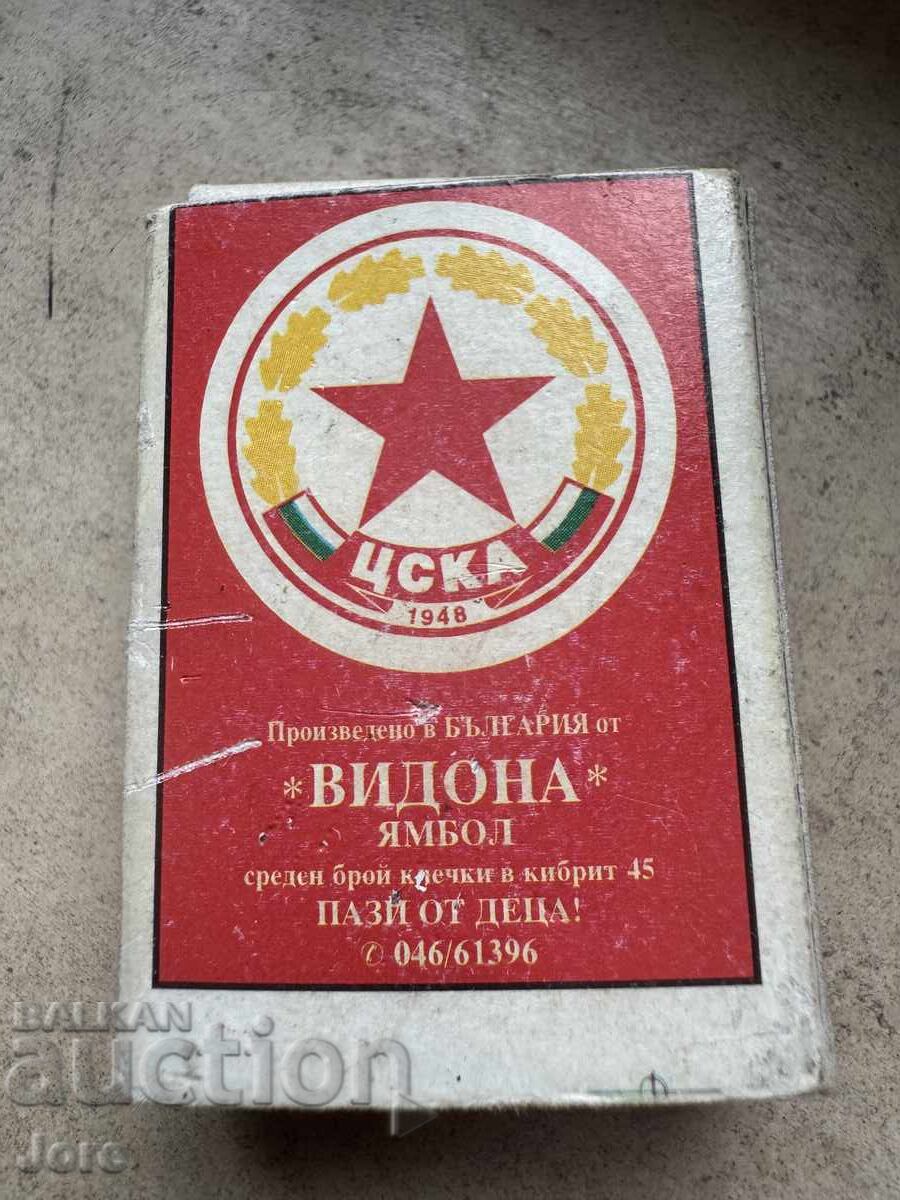 ЦСКА
1948
Произведено в БЪЛГАРИЯ от
*ВИДОНА*
ЯМБОЛ
среден брой клечки в кибрит 45
ПАЗИ ОТ ДЕЦА!
✆ 046/61396
BALKAN
auction
Jore